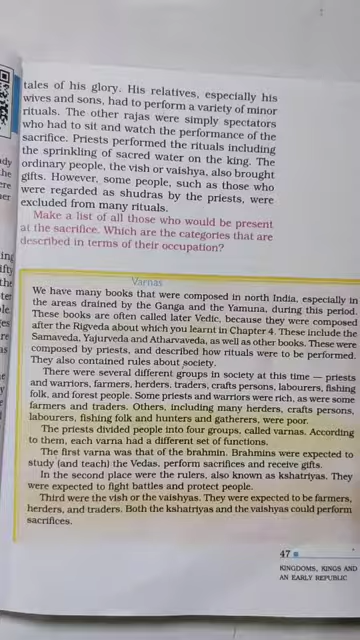 tales of his glory. His relatives, especially his
wives and sons, had to perform a variety of minor
rituals. The other rajas were simply spectators
who had to sit and watch the performance of the
sacrifice. Priests performed the rituals including
the sprinkling of sacred water on the king. The
ordinary people, the vish or vaishya, also brought
gifts. However, some people, such as those who
were regarded as shudras by the priests, were
excluded from many rituals.
Make a list of all those who would be present
at the sacrifice. Which are the categories that are
described in terms of their occupation?
Varnas
We have many books that were composed in north India, especially in
the areas drained by the Ganga and the Yamuna, during this period.
These books are often called later Vedic, because they were composed
after the Rigveda about which you learnt in Chapter 4. These include the
Samaveda, Yajurveda and Atharvaveda, as well as other books. These were
composed by priests, and described how rituals were to be performed.
They also contained rules about society.
There were several different groups in society at this time — priests
and warriors, farmers, herders, traders, crafts persons, labourers, fishing
folk, and forest people. Some priests and warriors were rich, as were some
farmers and traders. Others, including many herders, crafts persons,
labourers, fishing folk and hunters and gatherers, were poor.
The priests divided people into four groups, called varnas. According
to them, each varna had a different set of functions.
The first varna was that of the brahmin. Brahmins were expected to
study (and teach) the Vedas, perform sacrifices and receive gifts.
In the second place were the rulers, also known as kshatriyas. They
were expected to fight battles and protect people.
Third were the vish or the vaishyas. They were expected to be farmers,
herders, and traders. Both the kshatriyas and the vaishyas could perform
sacrifices.
47
KINGDOMS, KINGS AND
AN EARLY REPUBLIC